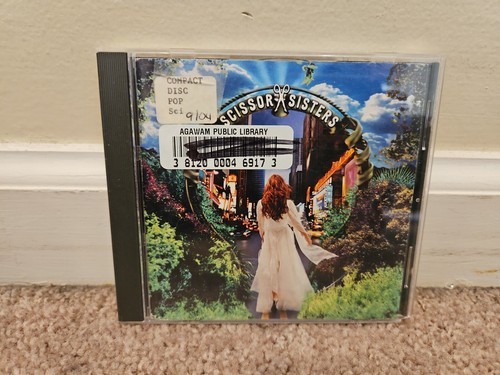 COMPACT
DISC
POP
Sci
9/04
SCISSOR SISTERS
AGAWAM PUBLIC LIBRARY
3 8120 0004 6917 3